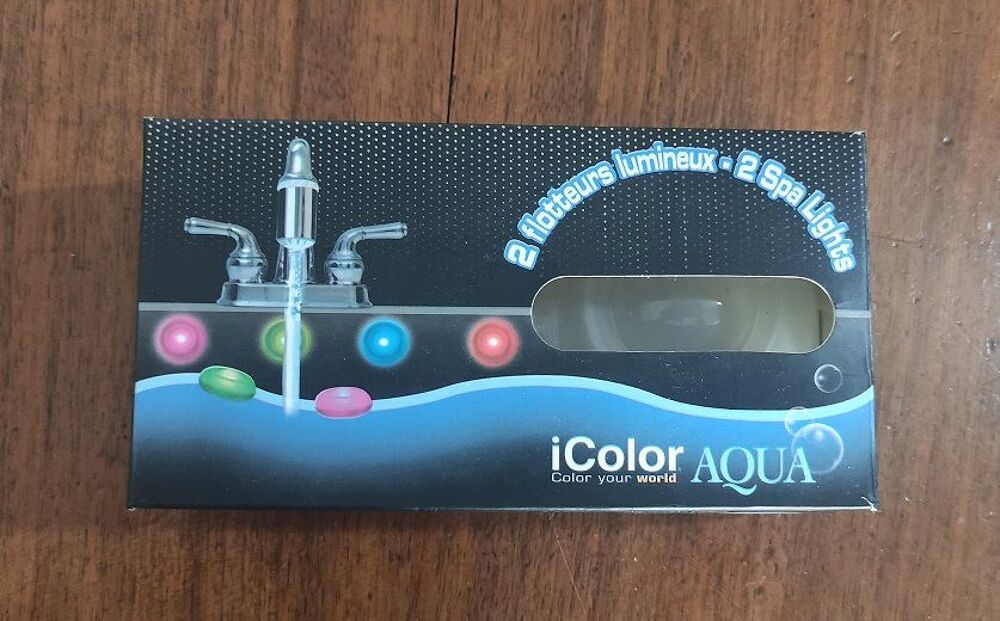 2 flotteurs lumineux - 2 Spa Lights
iColor AQUA
Color your world